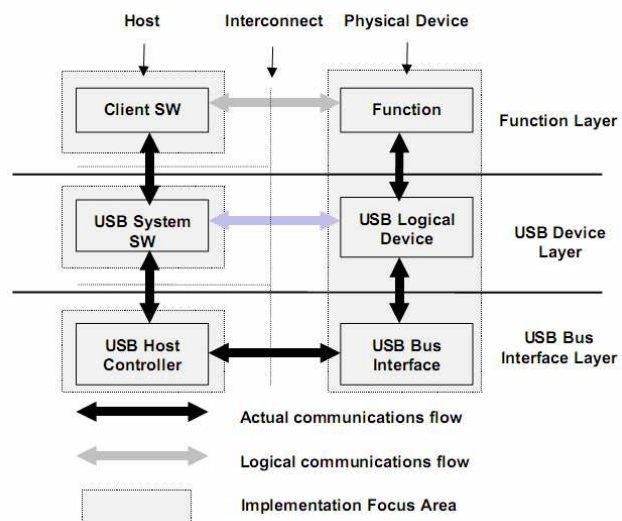 Host
Interconnect
Physical Device
Client SW
Function
Function Layer
USB System
SW
USB Logical
Device
USB Device
Layer
USB Host
Controller
USB Bus
Interface
USB Bus
Interface Layer
Actual communications flow
Logical communications flow
Implementation Focus Area